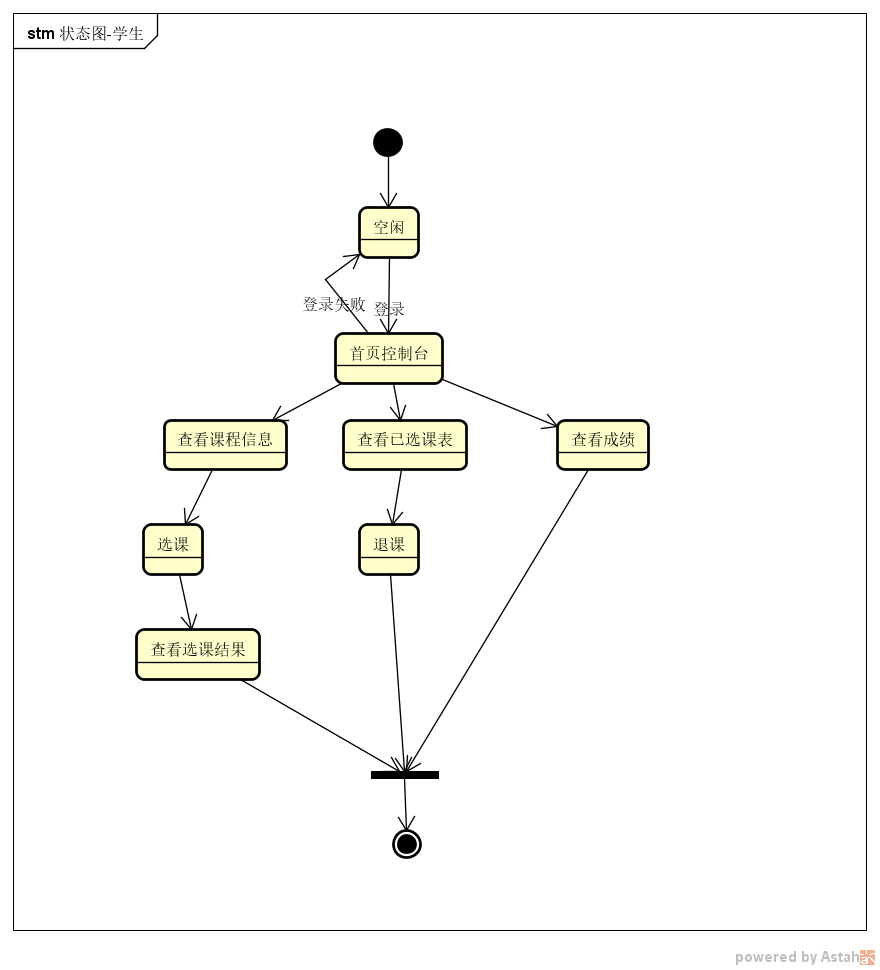 stm 状态图-学生
空闲
登录失败
登录
首页控制台
查看课程信息
查看已选课表
查看成绩
选课
退课
查看选课结果
powered by Astah